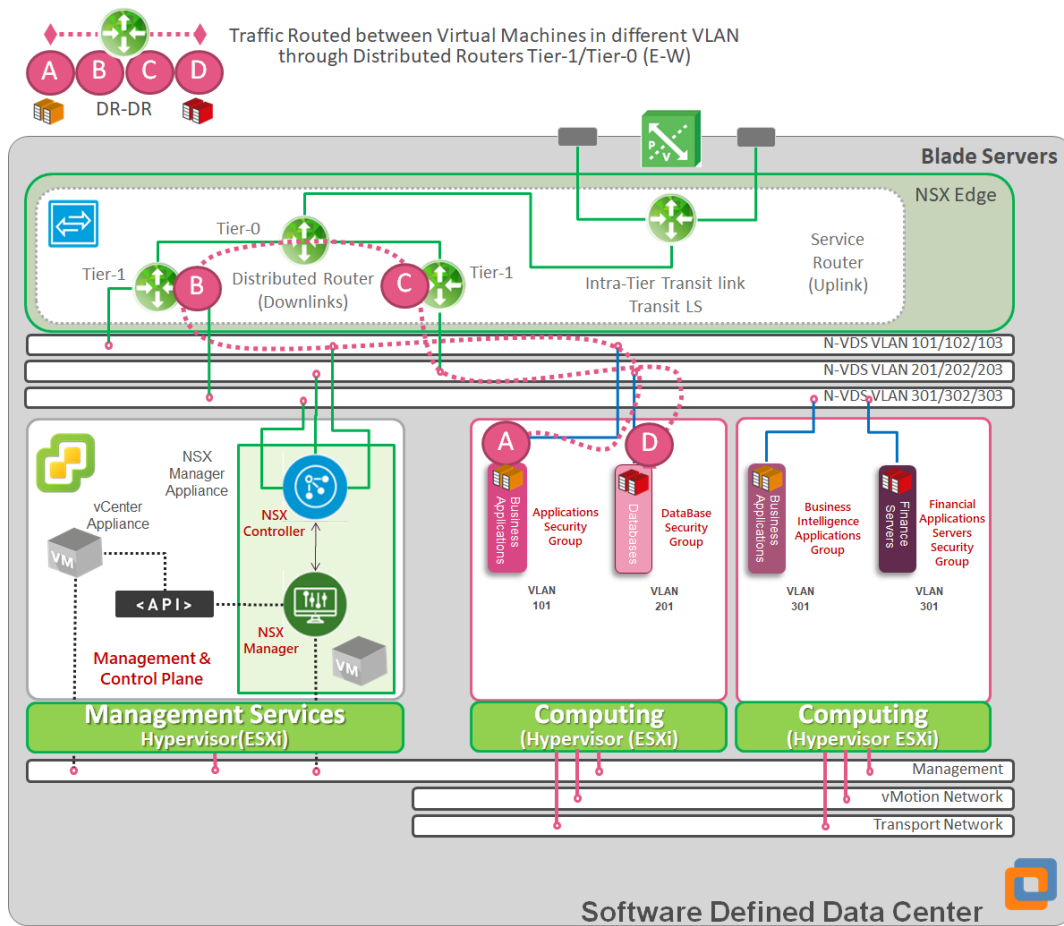 Traffic Routed between Virtual Machines in different VLAN
through Distributed Routers Tier-1/Tier-0 (E-W)
A
B
C
D
DR-DR
P
V
Blade Servers
NSX Edge
Tier-0
Tier-1
B
Distributed Router
(Downlinks)
C
Tier-1
Intra-Tier Transit link
Transit LS
Service
Router
(Uplink)
N-VDS VLAN 101/102/103
N-VDS VLAN 201/202/203
N-VDS VLAN 301/302/303
NSX
Manager
Appliance
vCenter
Appliance
VM
<API>
NSX
Controller
NSX
Manager
VM
Management &
Control Plane
A
D
Business
Applications
Applications
Security
Group
Databases
DataBase
Security
Group
VLAN
101
VLAN
201
Business
Applications
Business
Intelligence
Applications
Group
Finance
Servers
Financial
Applications
Servers
Security
Group
VLAN
301
VLAN
301
Management Services
Hypervisor(ESXi)
Computing
(Hypervisor (ESXi)
Computing
(Hypervisor ESXi)
Management
vMotion Network
Transport Network
Software Defined Data Center